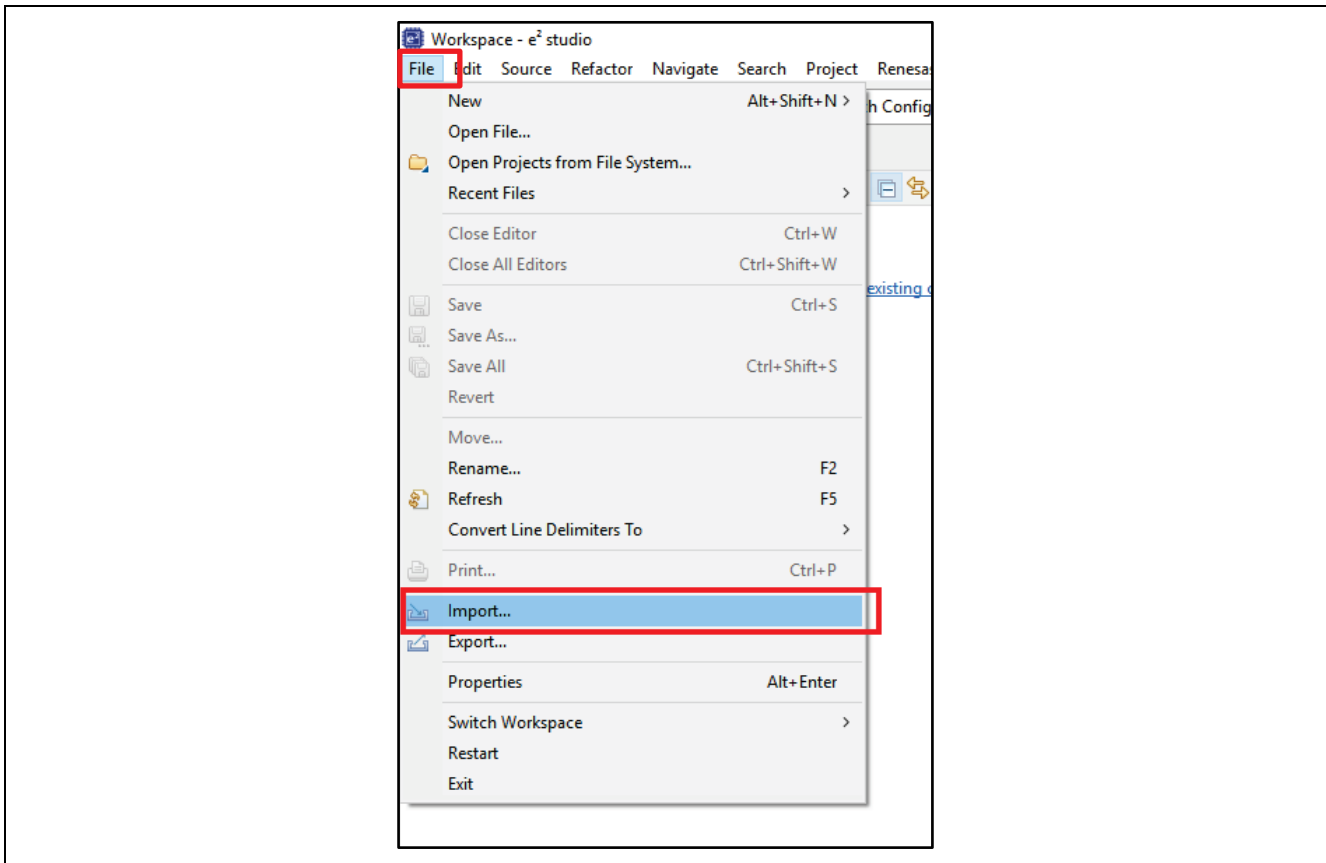 Workspace - e² studio
File Edit Source Refactor Navigate Search Project
New Alt+Shift+N >
Open File...
Open Projects from File System...
Recent Files >
Close Editor Ctrl+W
Close All Editors Ctrl+Shift+W
existing
Save Ctrl+S
Save As...
Save All Ctrl+Shift+S
Revert
Move...
Rename... F2
Refresh F5
Convert Line Delimiters To >
Print... Ctrl+P
Import...
Export...
Properties Alt+Enter
Switch Workspace >
Restart
Exit